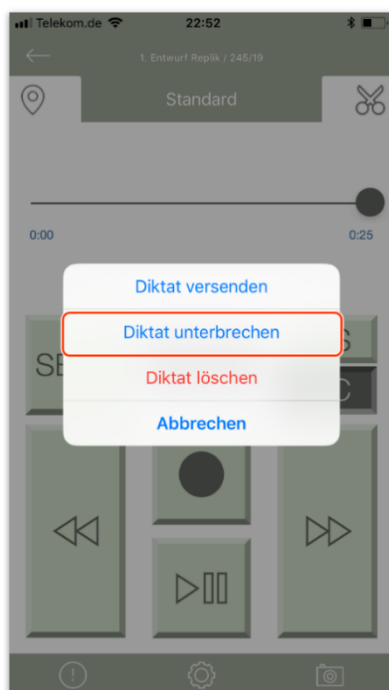 Telekom.de 22:52
1. Entwurf Replik / 245/19
Standard
0:00 0:25
Diktat versenden
Diktat unterbrechen
Diktat löschen
Abbrechen